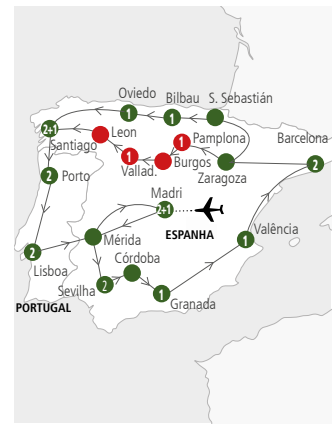 Oviedo
Bilbau
S. Sebastián
1
1
2+1
Santiago
Leon
1
Pamplona
Barcelona
2
Porto
1
Vallad.
Burgos
Zaragoza
2
Madri
2+1
ESPANHA
Valência
1
2
Lisboa
Mérida
Córdoba
PORTUGAL
Sevilha
2
1
Granada